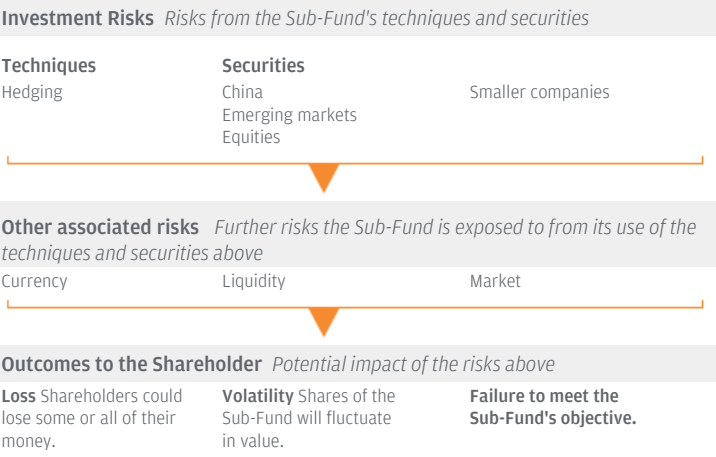 Investment Risks Risks from the Sub-Fund's techniques and securities
Techniques
Hedging
Securities
China
Emerging markets
Equities
Smaller companies
Other associated risks Further risks the Sub-Fund is exposed to from its use of the
techniques and securities above
Currency
Liquidity
Market
Outcomes to the Shareholder Potential impact of the risks above
Loss Shareholders could
lose some or all of their
money.
Volatility Shares of the
Sub-Fund will fluctuate
in value.
Failure to meet the
Sub-Fund's objective.